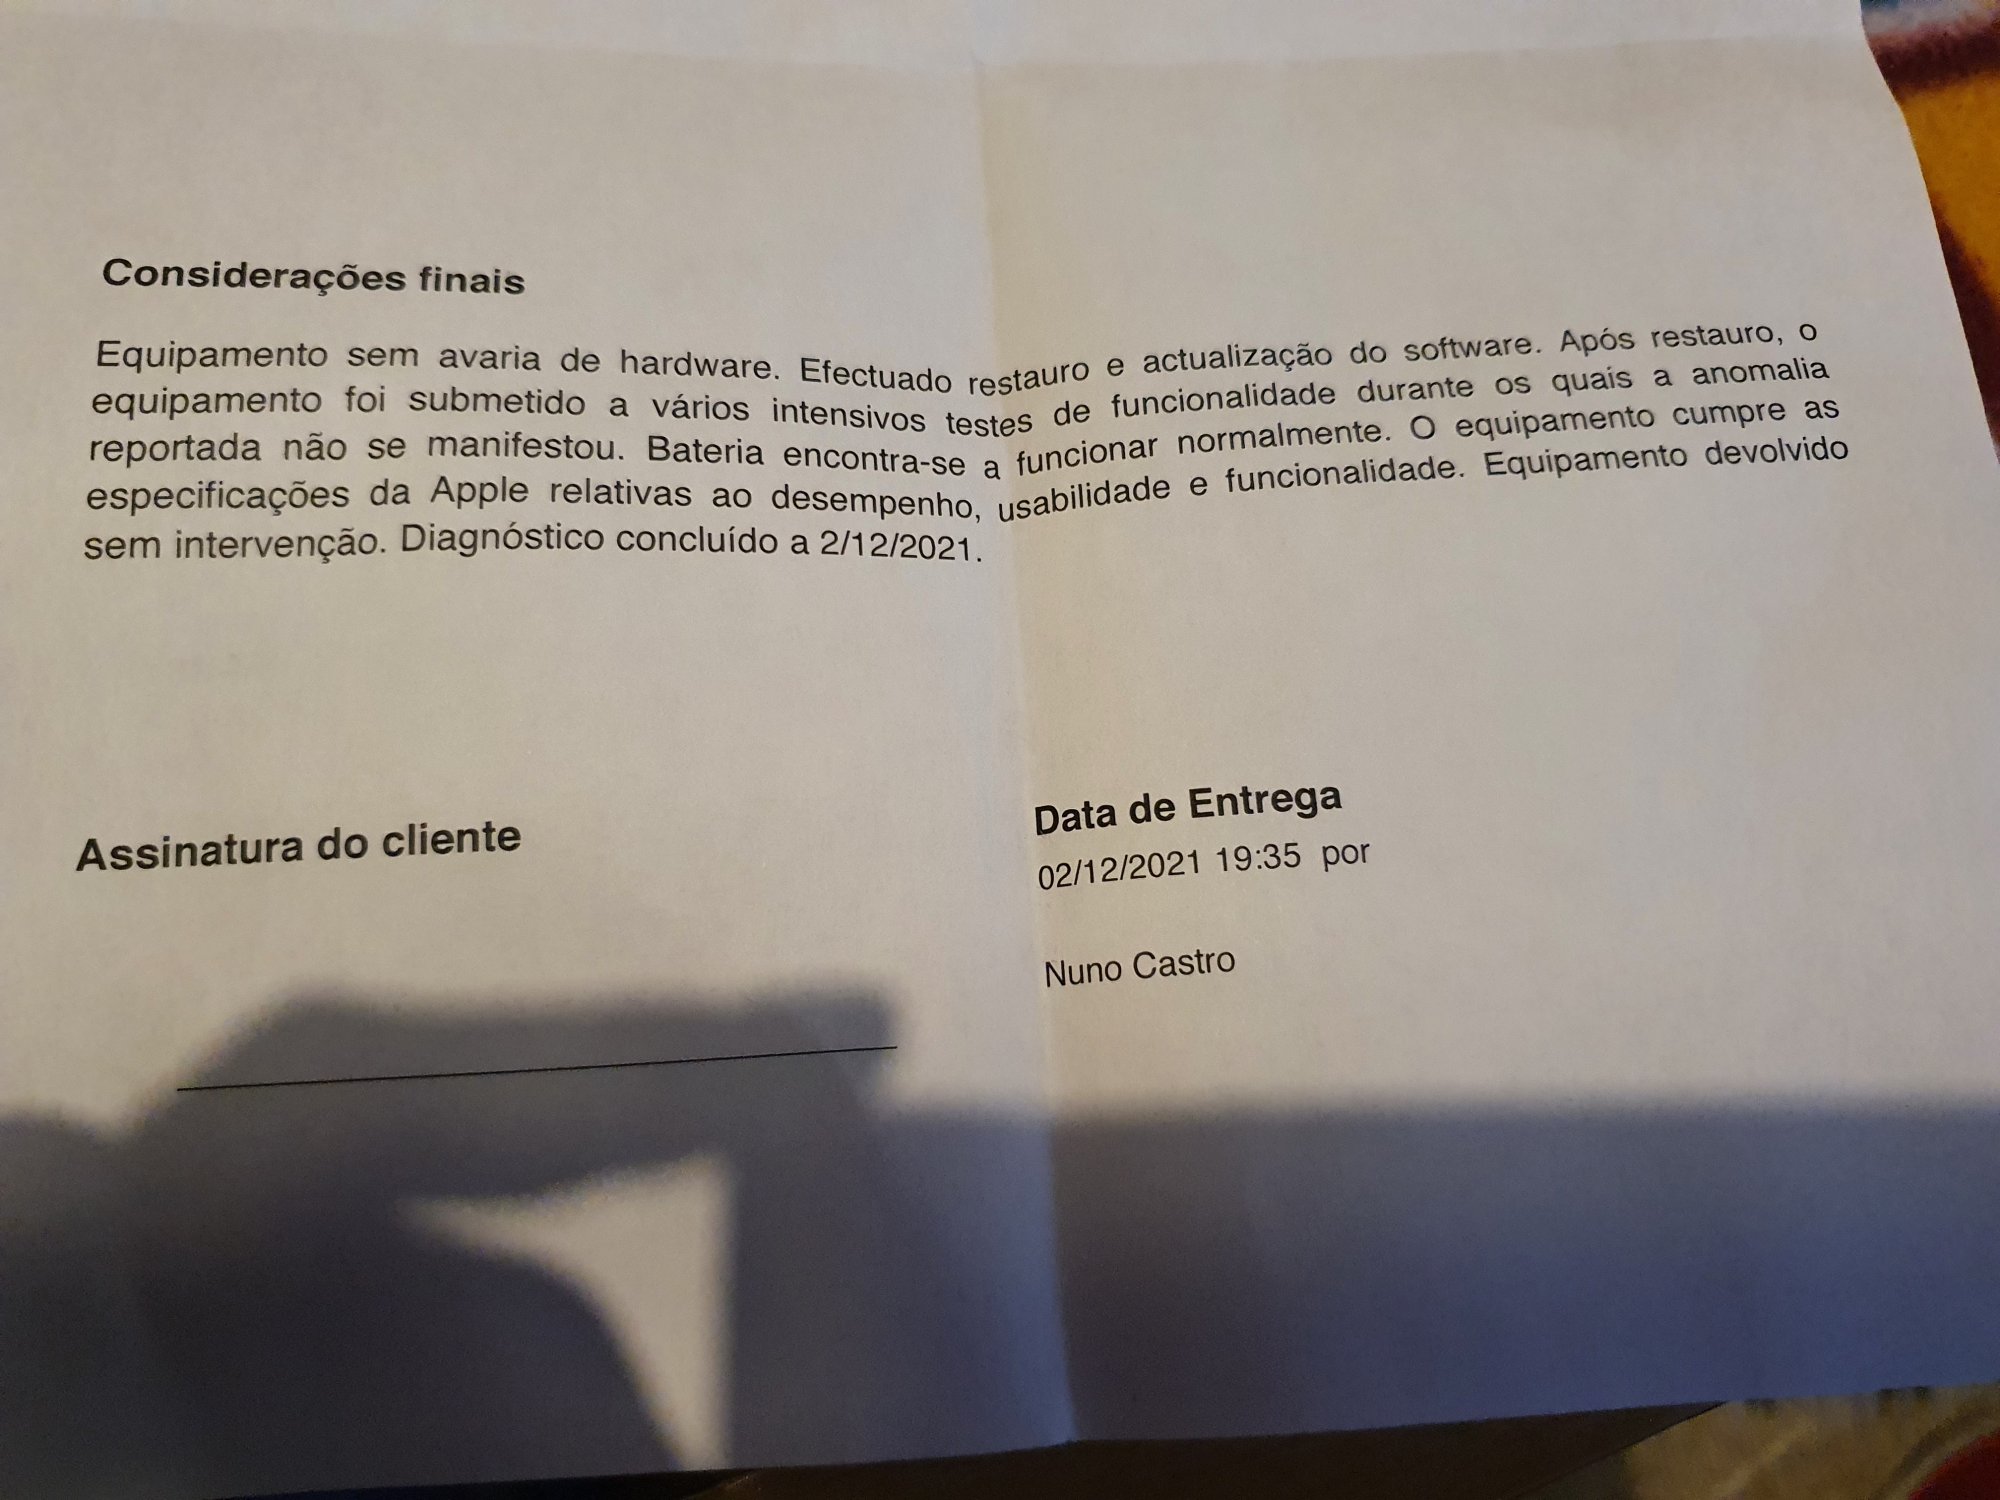 Considerações finais
Equipamento sem avaria de hardware. Efectuado restauro e actualização do software. Após restauro, o
equipamento foi submetido a vários intensivos testes de funcionalidade durante os quais a anomalia
reportada não se manifestou. Bateria encontra-se a funcionar normalmente. O equipamento cumpre as
especificações da Apple relativas ao desempenho, usabilidade e funcionalidade. Equipamento devolvido
sem intervenção. Diagnóstico concluído a 2/12/2021.
Assinatura do cliente
Data de Entrega
02/12/2021 19:35 por
Nuno Castro